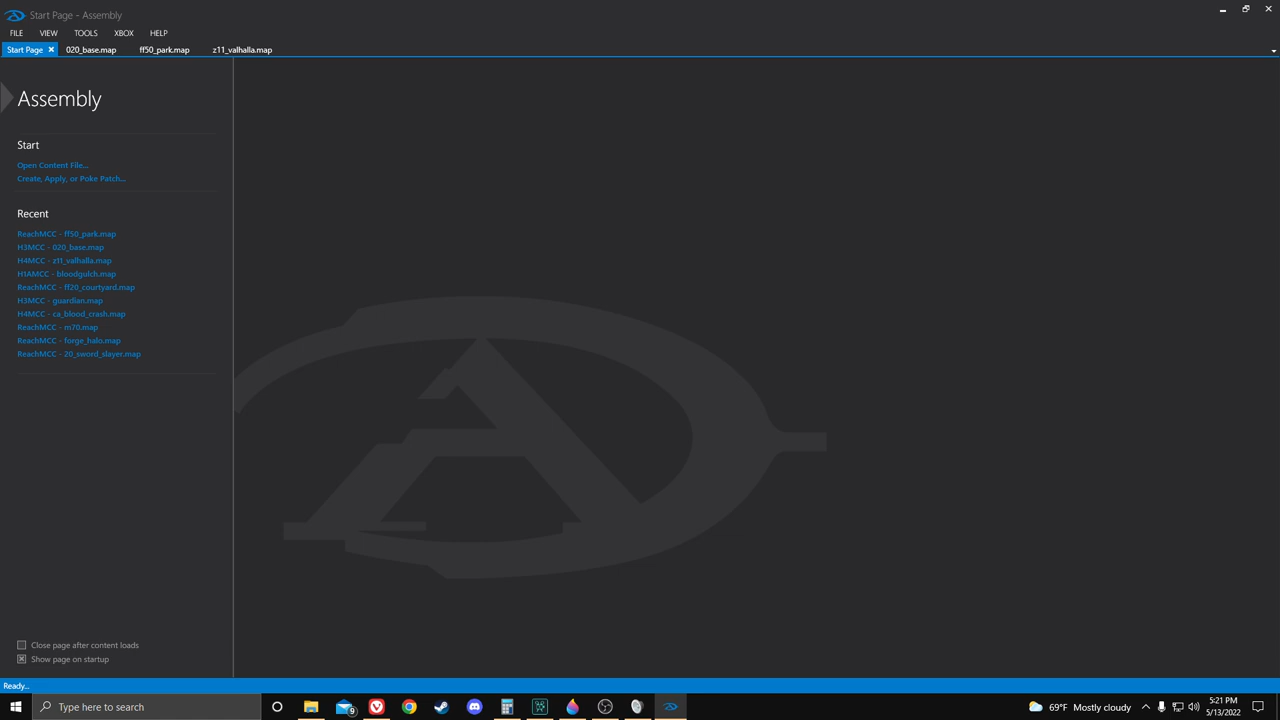 Start Page - Assembly
FILE VIEW TOOLS XBOX HELP
Start Page 020_base.map ff50_park.map z11_valhalla.map
Assembly
Start
Open Content File...
Create, Apply, or Poke Patch...
Recent
ReachMCC - ff50_park.map
H3MCC - 020_base.map
H4MCC - z11_valhalla.map
H1AMCC - bloodgulch.map
ReachMCC - ff20_courtyard.map
H3MCC - guardian.map
H4MCC - ca_blood_crash.map
ReachMCC - m70.map
ReachMCC - forge_halo.map
ReachMCC - 20_sword_slayer.map
Close page after content loads
Show page on startup
Ready...
Type here to search
9
69°F Mostly cloudy
5:21 PM
5/13/2022